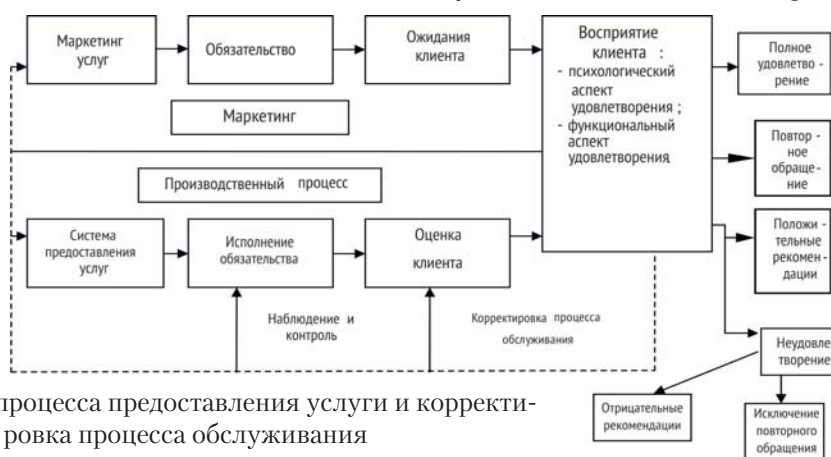 Маркетинг
услуг
Обязательство
Ожидания
клиента
Восприятие
клиента :
- психологический
аспект
удовлетворения ;
- функциональный
аспект
удовлетворения.
Полное
удовлетво -
рение
Маркетинг
Повтор -
ное
обраще-
ние
Производственный процесс
Система
предоставления
услуг
Исполнение
обязательства
Оценка
клиента
Положи -
тельные
рекомен -
дации
Наблюдение и
контроль
Корректировка процесса
обслуживания
Неудовле
творение
Отрицательные
рекомендации
Исключение
повторного
обращения
процесса предоставления услуги и корректи-
ровка процесса обслуживания